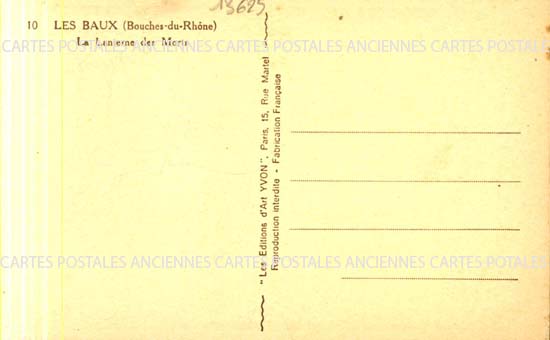 13625
10 LES BAUX (Bouches-du-Rhône)
La Lanterne des Morts
CARTES POSTALES ANCIENNES CARTES POSTALES ANCIENNES CARTES POSTALES
"Les Editions d'Art YVON", Paris, 15, Rue Martel
Reproduction interdite - Fabrication Française
CARTES POSTALES ANCIENNES CARTES POSTALES ANCIENNES CARTES POSTALES